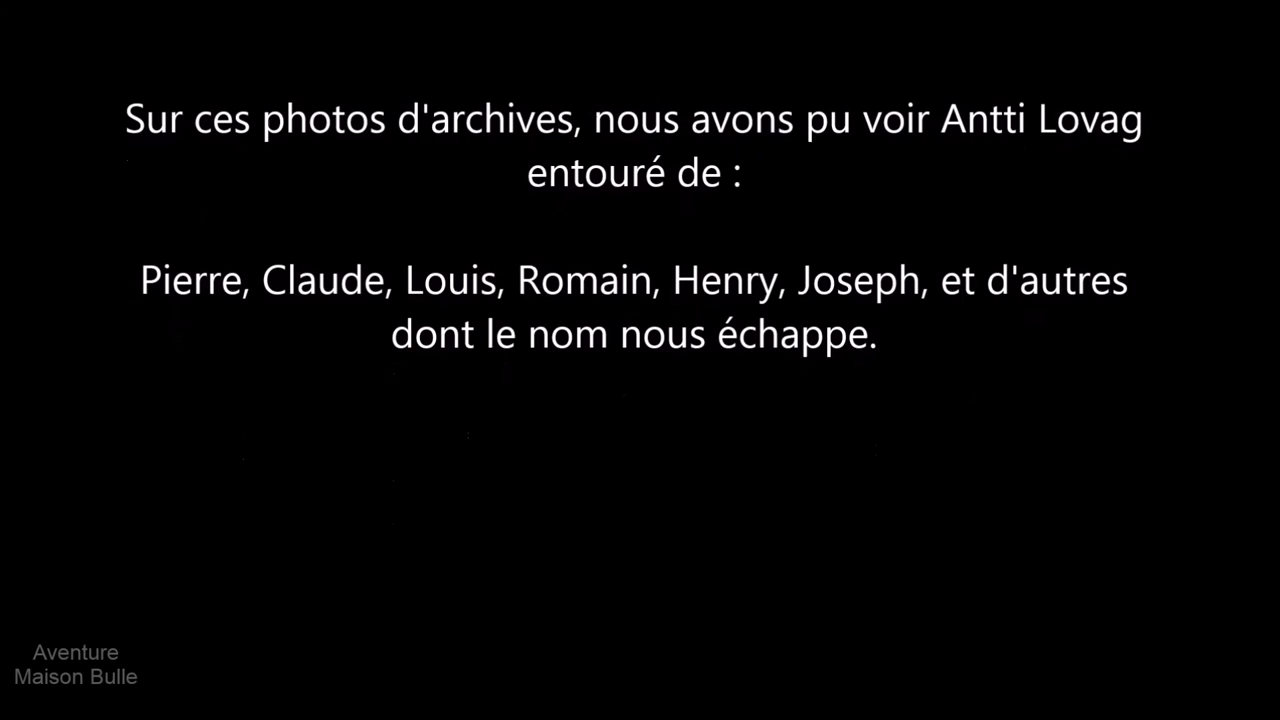 Sur ces photos d'archives, nous avons pu voir Antti Lovag
entouré de :
Pierre, Claude, Louis, Romain, Henry, Joseph, et d'autres
dont le nom nous échappe.
Aventure
Maison Bulle